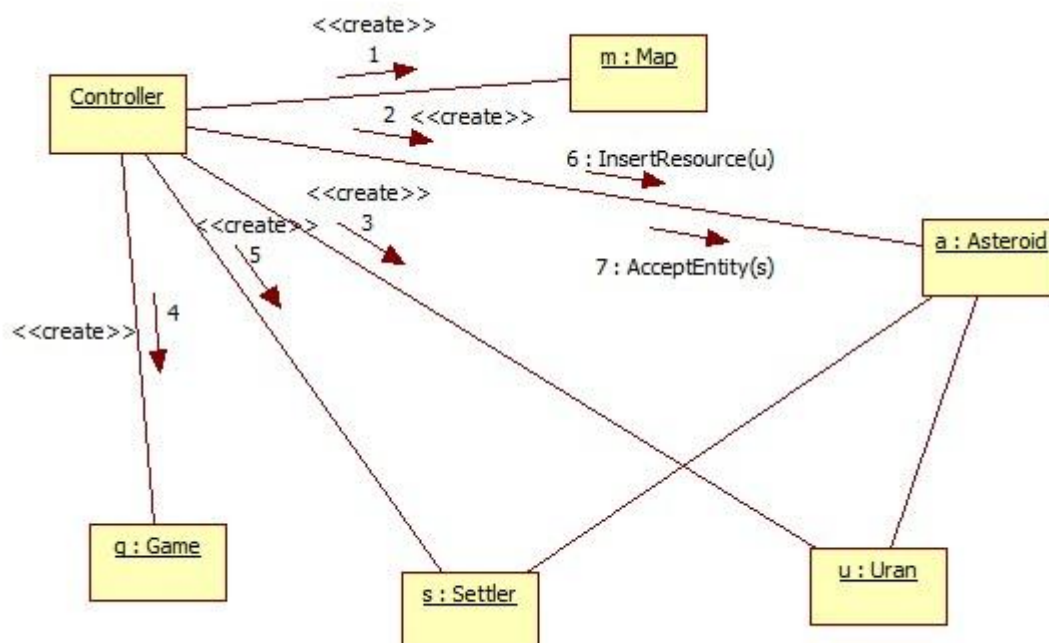 <<create>>
1
m : Map
Controller
2
<<create>>
6 : InsertResource(u)
<<create>>
3
<<create>>
5
a : Asteroid
7 : AcceptEntity(s)
4
<<create>>
g : Game
s : Settler
u : Uran